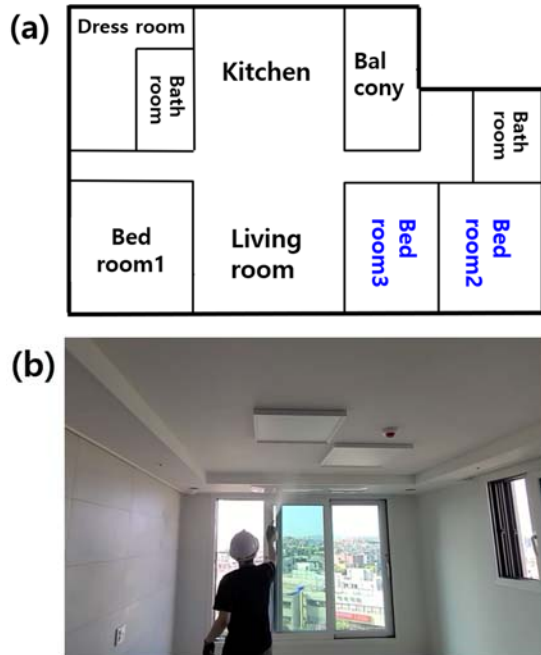 (a)
Dress room
Bath
room
Kitchen
Bal
cony
Bath
room
Bed
room1
Living
room
Bed
room3
Bed
room2
(b)